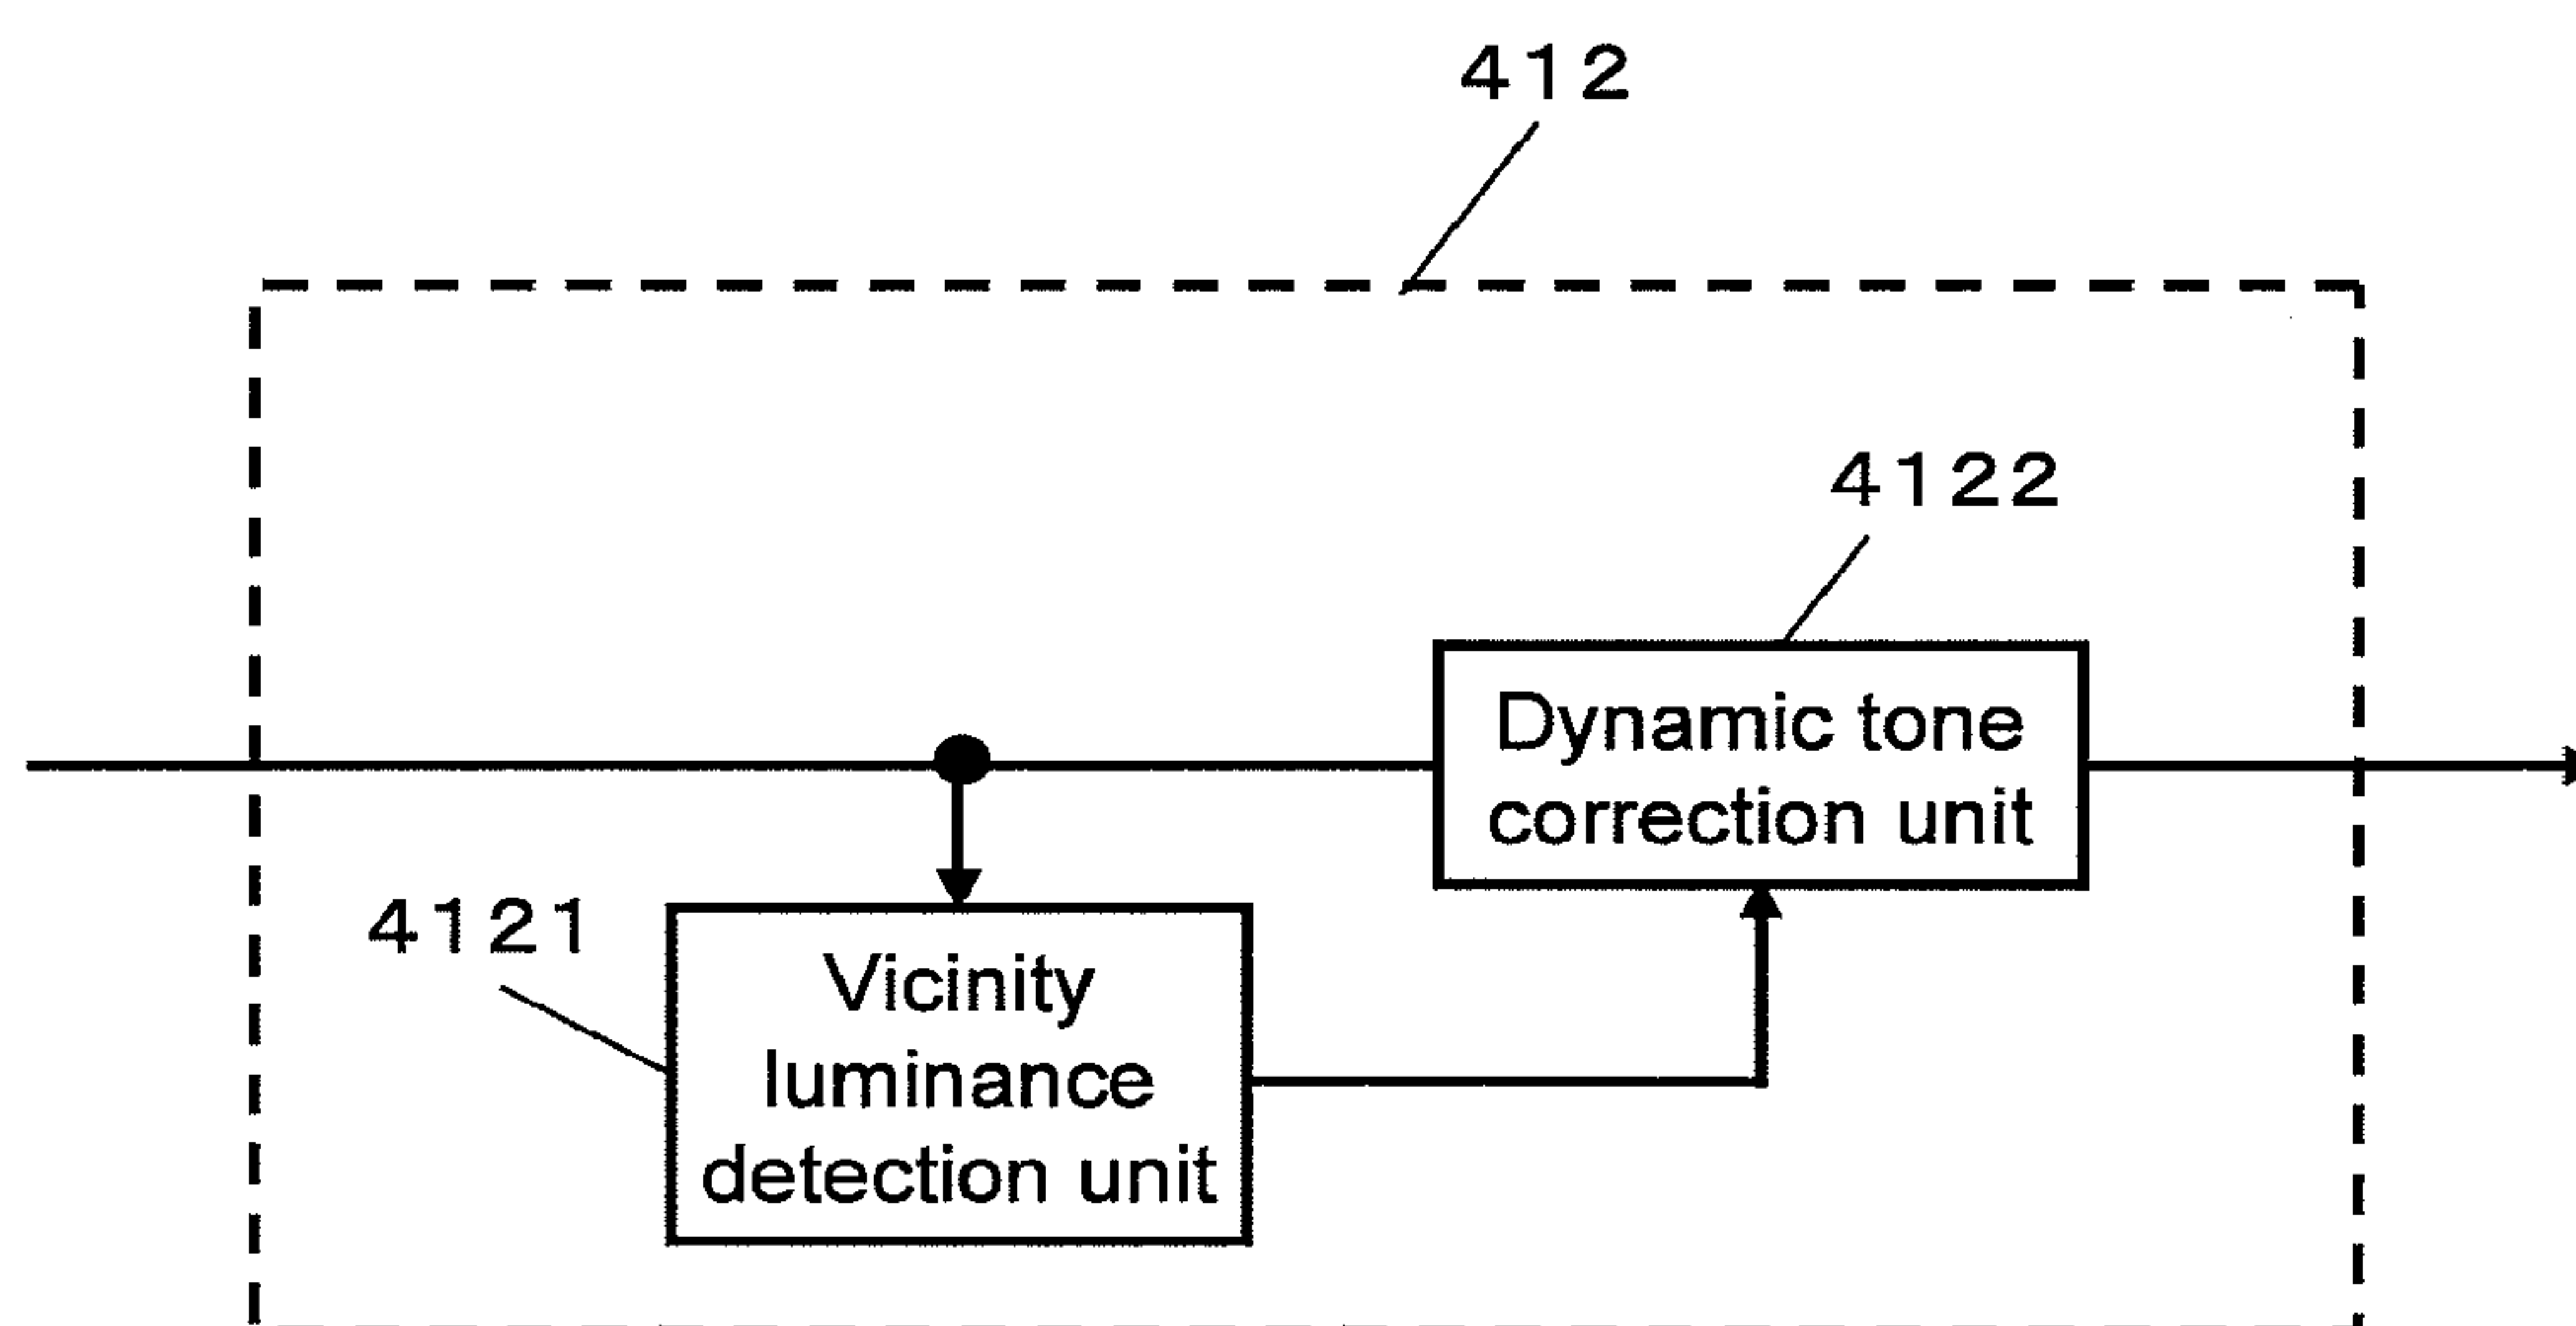 412
4122
Dynamic tone
correction unit
4121
Vicinity
luminance
detection unit